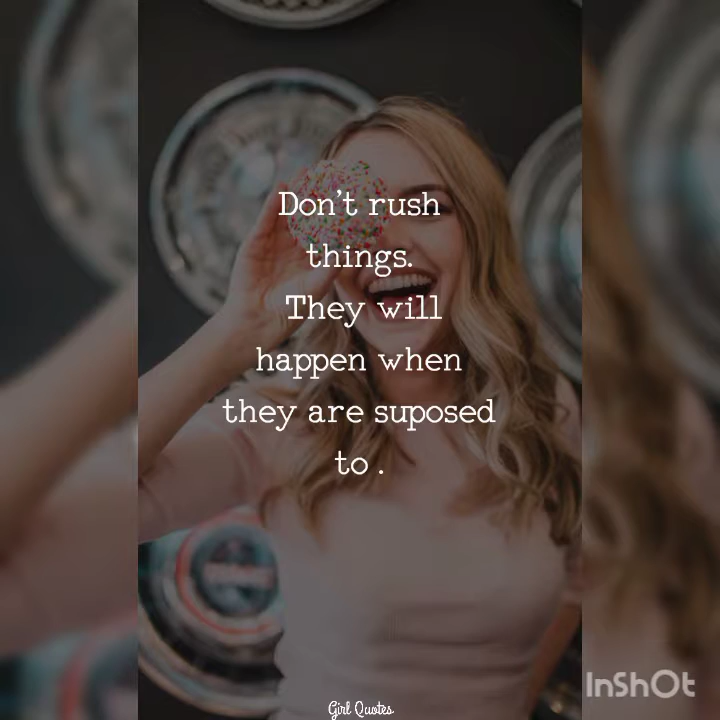 Don't rush
things.
They will
happen when
they are suposed
to .
InShOt
Girl Quotes